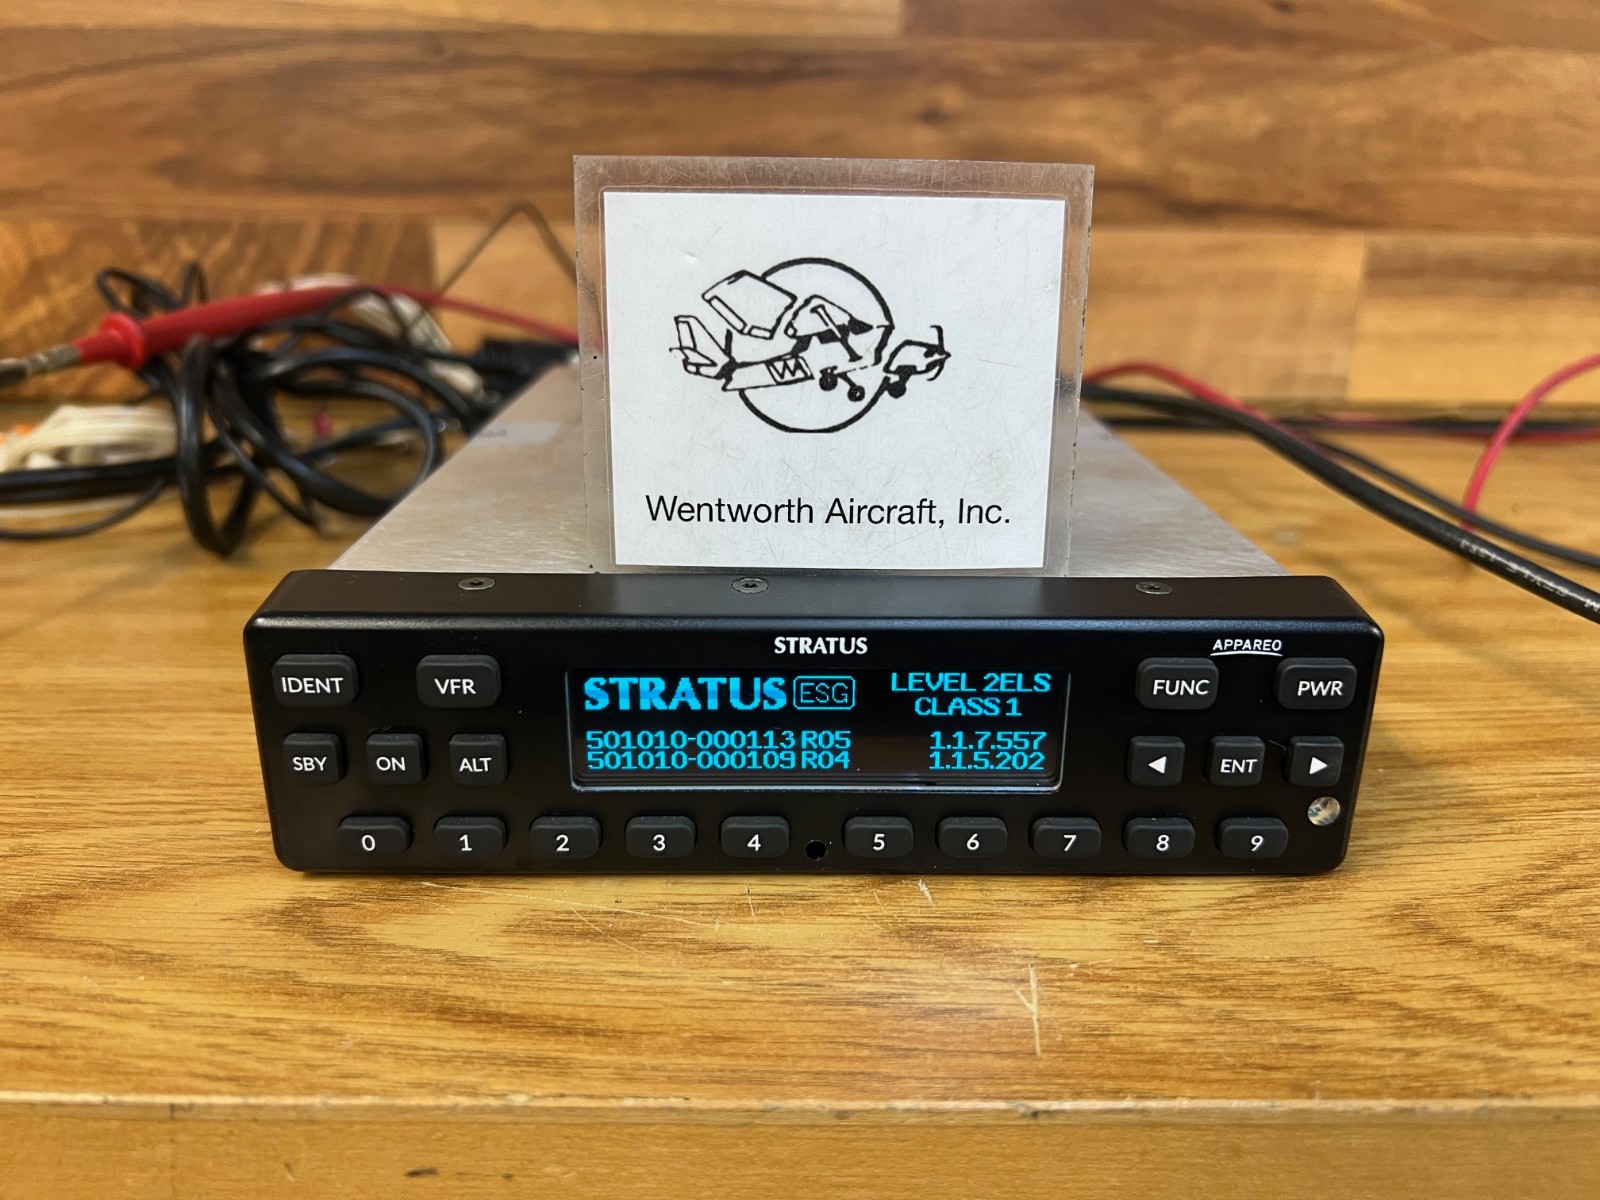 W
Wentworth Aircraft, Inc.
STRATUS
APPAREO
IDENT
VFR
STRATUS ESG
LEVEL 2ELS
CLASS 1
FUNC
PWR
SBY
ON
ALT
501010-000113 R05
1.1.7.557
501010-000109 R04
1.1.5.202
ENT
0
1
2
3
4
5
6
7
8
9